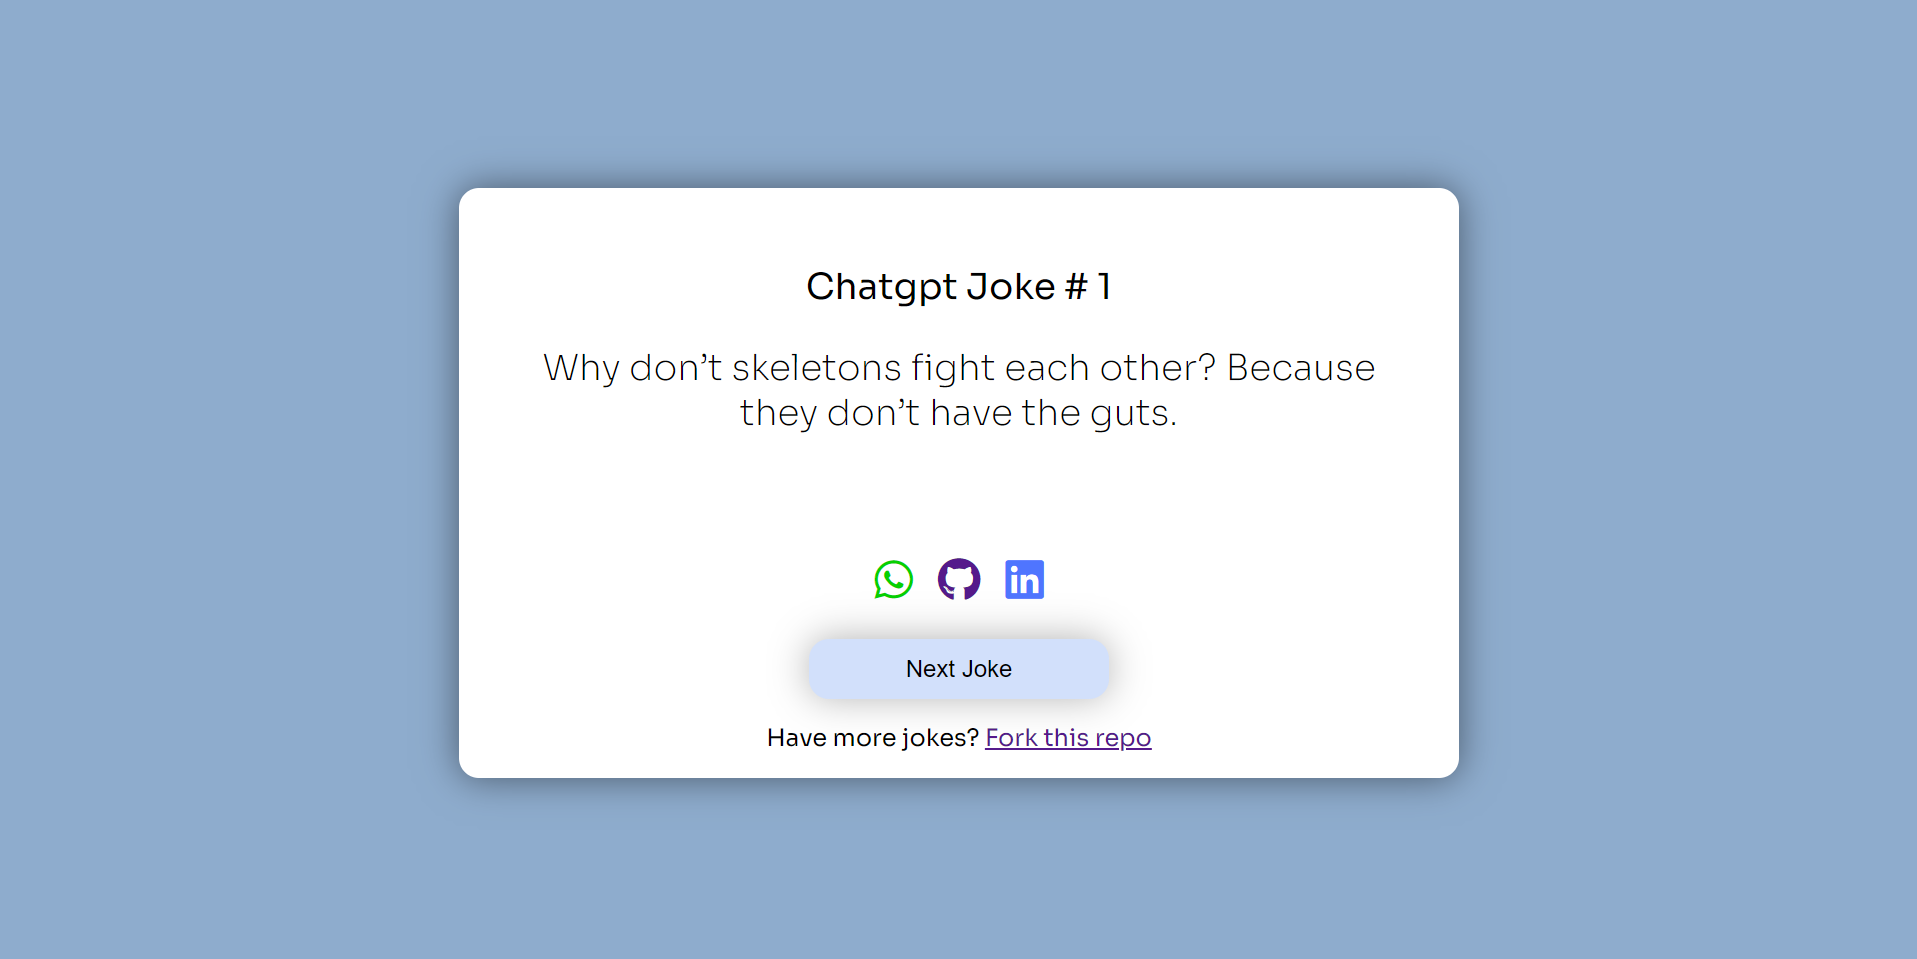 Chatgpt Joke # 1
Why don’t skeletons fight each other? Because
they don’t have the guts.
in
Next Joke
Have more jokes? Fork this repo